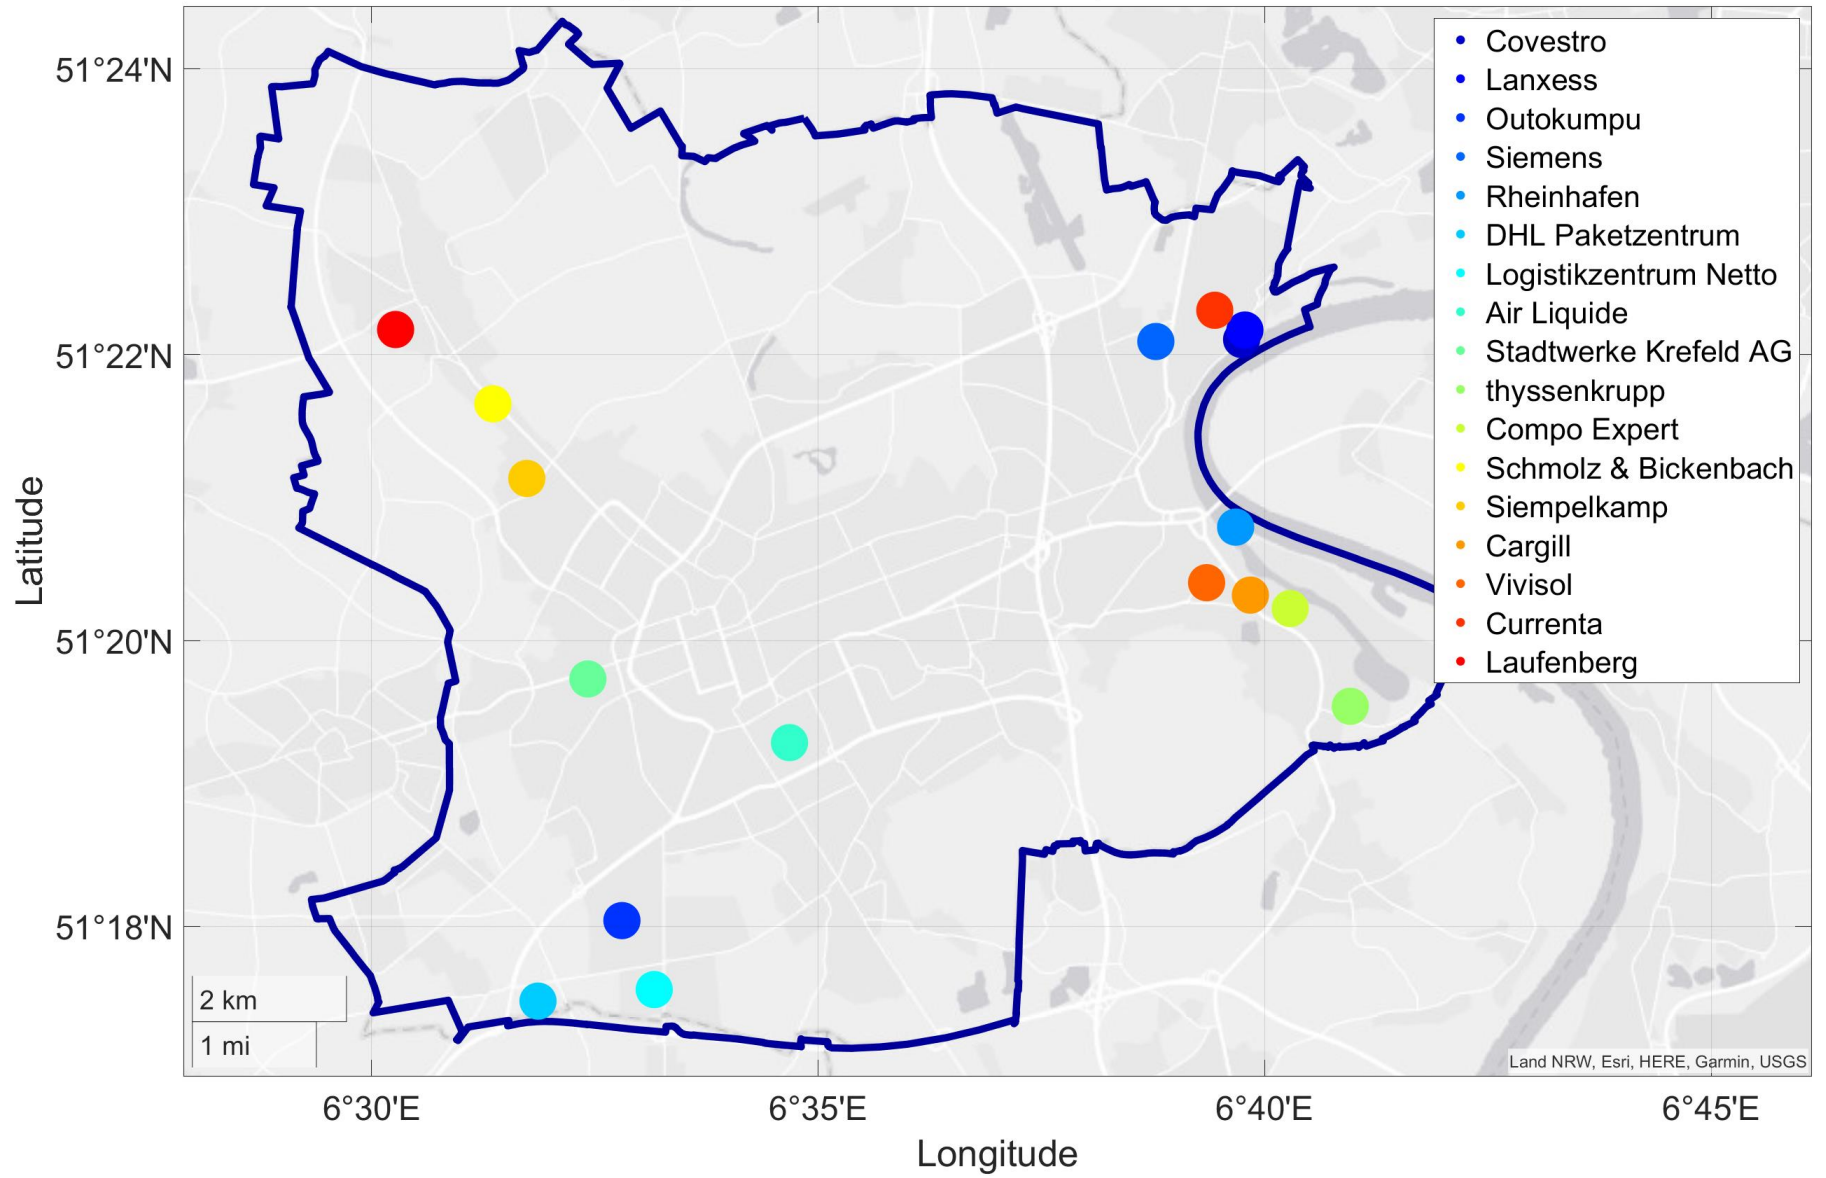 51°24'N
51°22'N
51°20'N
51°18'N
Latitude
6°30'E
6°35'E
6°40'E
6°45'E
Longitude
Covestro
Lanxess
Outokumpu
Siemens
Rheinhafen
DHL Paketzentrum
Logistikzentrum Netto
Air Liquide
Stadtwerke Krefeld AG
thyssenkrupp
Compo Expert
Schmolz & Bickenbach
Siempelkamp
Cargill
Vivisol
Currenta
Laufenberg
2 km
1 mi
Land NRW, Esri, HERE, Garmin, USGS